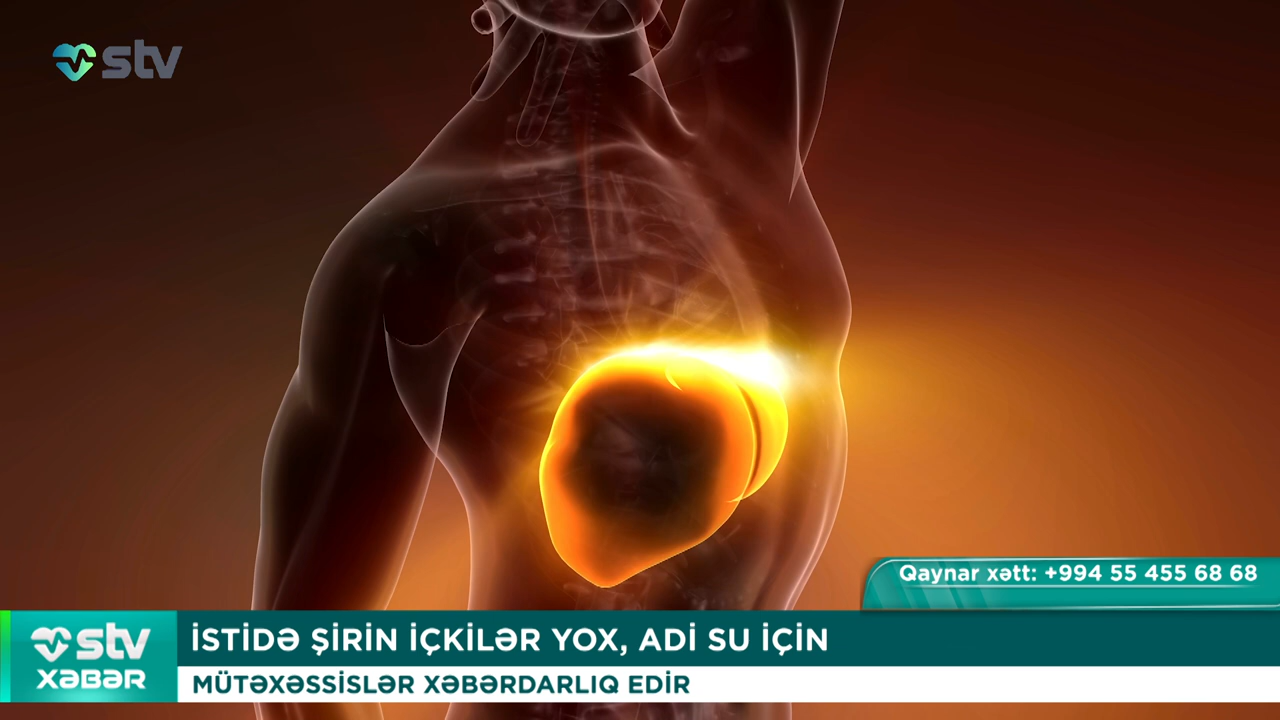 stv
Qaynar xətt: +994 55 455 68 68
stv
XƏBƏR
İSTİDƏ ŞİRİN İÇKİLƏR YOX, ADİ SU İÇİN
MÜTƏXƏSSİSLƏR XƏBƏRDARLIQ EDİR